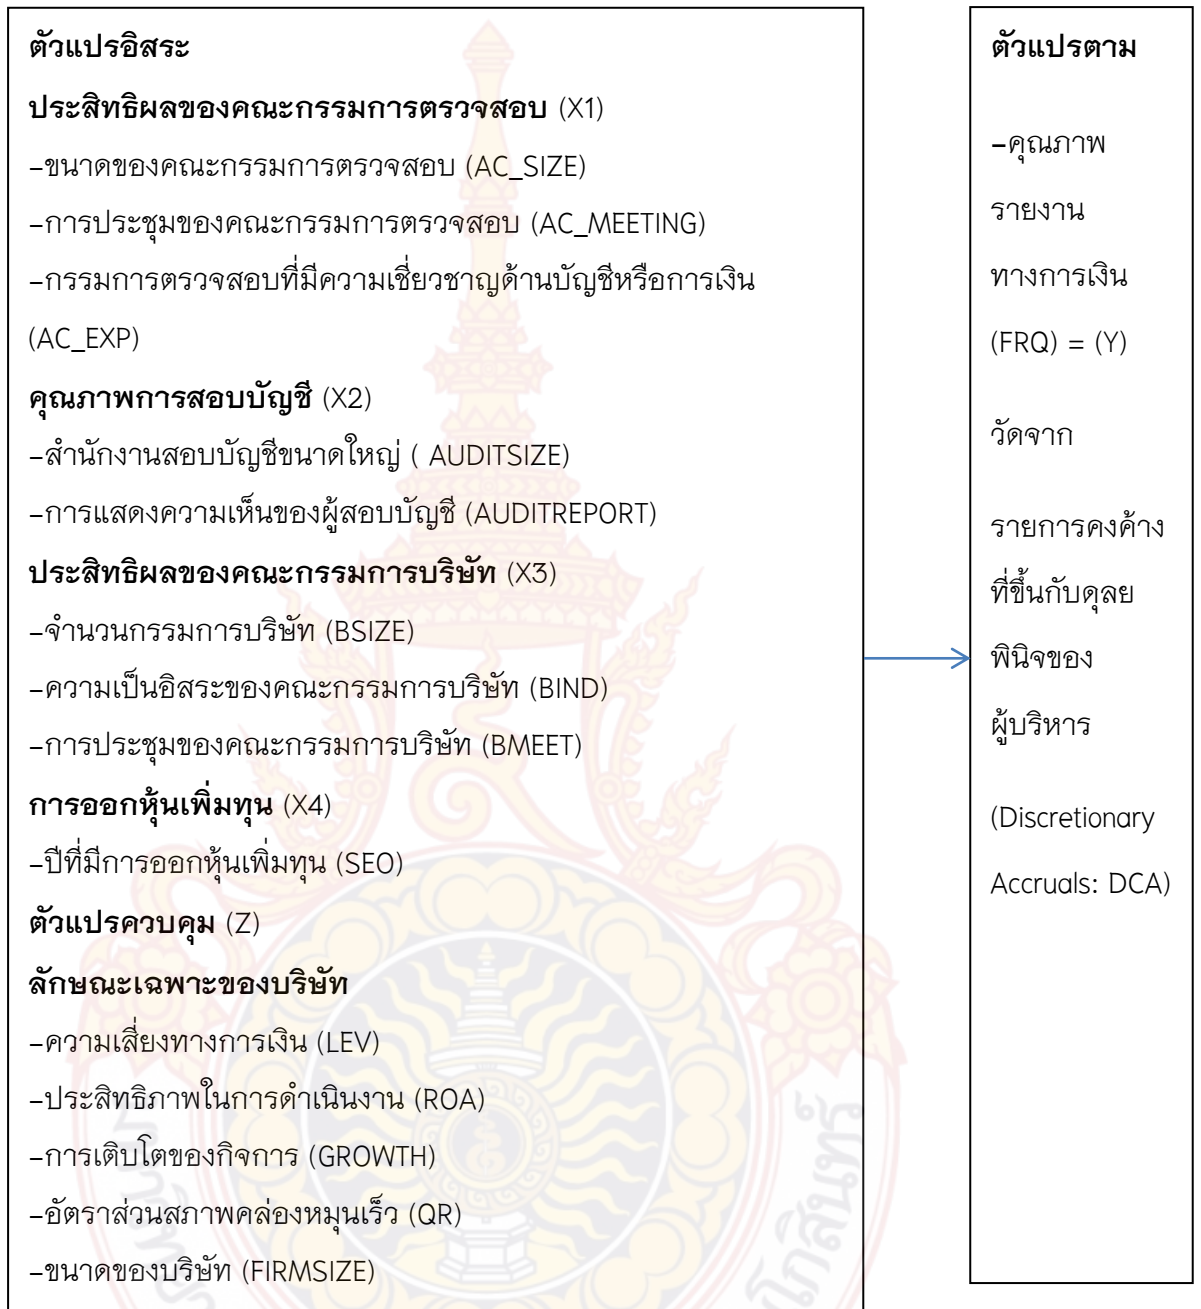 ตัวแปรอิสระ
ประสิทธิผลของคณะกรรมการตรวจสอบ (X1)
-ขนาดของคณะกรรมการตรวจสอบ (AC_SIZE)
-การประชุมของคณะกรรมการตรวจสอบ (AC_MEETING)
-กรรมการตรวจสอบที่มีความเชี่ยวชาญด้านบัญชีหรือการเงิน
(AC_EXP)
คุณภาพการสอบบัญชี (X2)
-สำนักงานสอบบัญชีขนาดใหญ่ ( AUDITSIZE)
-การแสดงความเห็นของผู้สอบบัญชี (AUDITREPORT)
ประสิทธิผลของคณะกรรมการบริษัท (X3)
-จำนวนกรรมการบริษัท (BSIZE)
-ความเป็นอิสระของคณะกรรมการบริษัท (BIND)
-การประชุมของคณะกรรมการบริษัท (BMEET)
การออกหุ้นเพิ่มทุน (X4)
-ปีที่มีการออกหุ้นเพิ่มทุน (SEO)
ตัวแปรควบคุม (Z)
ลักษณะเฉพาะของบริษัท
-ความเสี่ยงทางการเงิน (LEV)
-ประสิทธิภาพในการดำเนินงาน (ROA)
-การเติบโตของกิจการ (GROWTH)
-อัตราส่วนสภาพคล่องหมุนเร็ว (QR)
-ขนาดของบริษัท (FIRMSIZE)
ตัวแปรตาม
-คุณภาพ
รายงาน
ทางการเงิน
(FRQ) = (Y)
วัดจาก
รายการคงค้าง
ที่ขึ้นกับดุลย
พินิจของ
ผู้บริหาร
(Discretionary
Accruals: DCA)